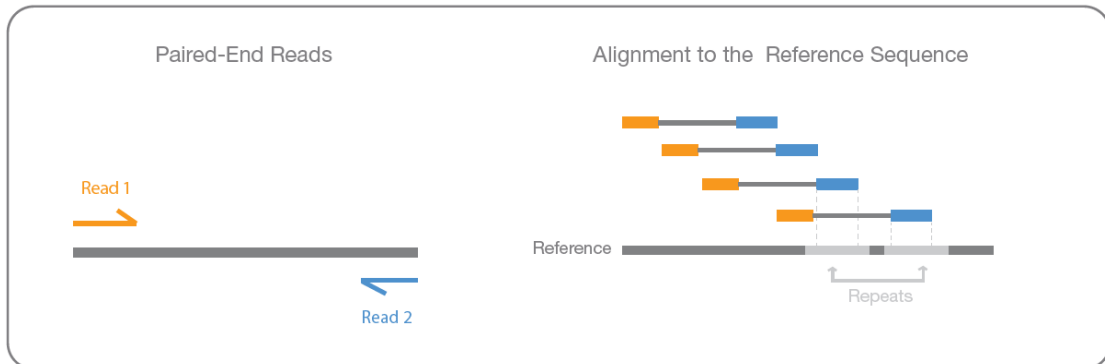 Paired-End Reads
Read 1
Read 2
Alignment to the Reference Sequence
Reference
Repeats